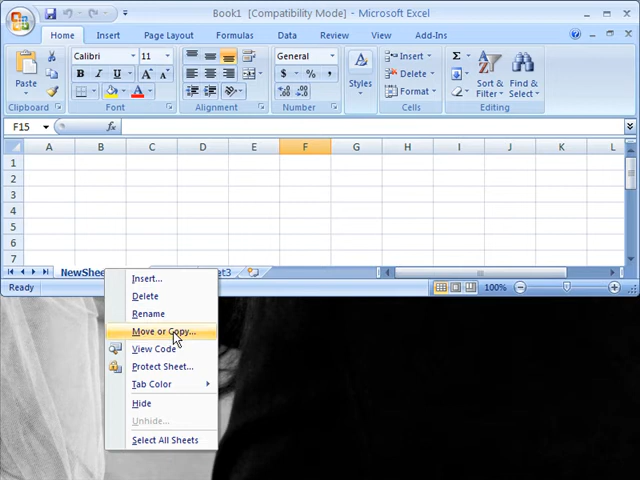 Book1 [Compatibility Mode] - Microsoft Excel
Home Insert Page Layout Formulas Data Review View Add-Ins
Paste
Clipboard
Calibri 11
B I U
A A
Font
Alignment
General
$ % ,
Number
Styles
Insert
Delete
Format
Cells
Σ
Sort & Filter
Find & Select
Editing
F15 fx
A B C D E F G H I J K L
1
2
3
4
5
6
7
NewShee et3
Ready 100%
Insert...
Delete
Rename
Move or Copy...
View Code
Protect Sheet...
Tab Color
Hide
Unhide...
Select All Sheets